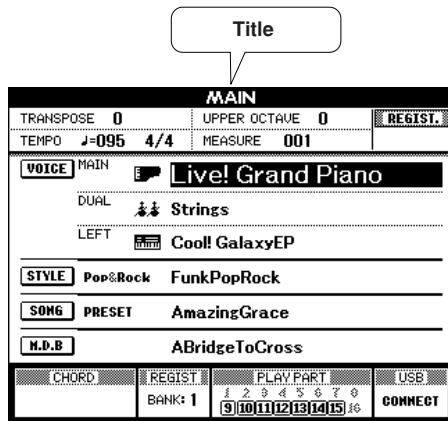 Title
MAIN
TRANSPOSE 0 UPPER OCTAVE 0 REGIST.
TEMPO ♩=095 4/4 MEASURE 001
VOICE MAIN Live! Grand Piano
DUAL Strings
LEFT Cool! GalaxyEP
STYLE Pop&Rock FunkPopRock
SONG PRESET AmazingGrace
M.D.B ABridgeToCross
CHORD REGIST PLAY PART USB
BANK: 1 1 2 3 4 5 6 7 8 CONNECT
9 10 11 12 13 14 15 16